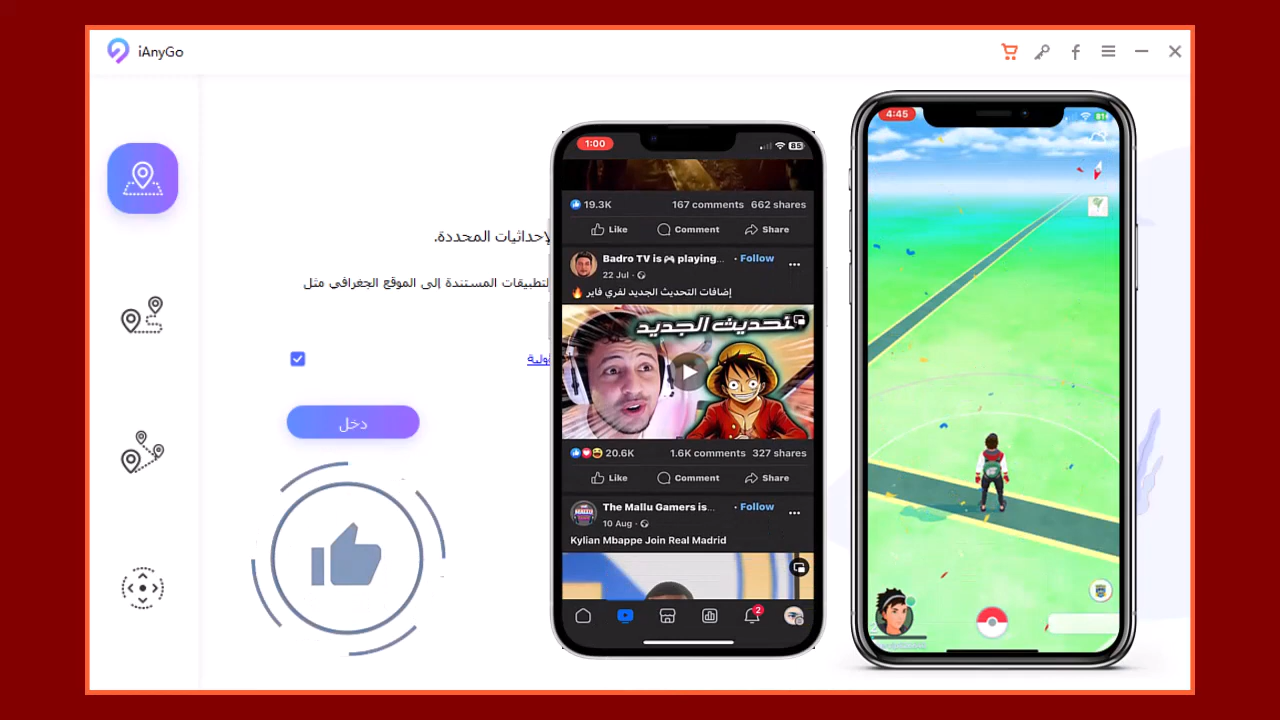 iAnyGo
الإحداثيات المحددة.
التطبيقات المستندة إلى الموقع الجغرافي مثل
دخل
1:00
85
19.3K
167 comments 662 shares
Like Comment Share
Badro TV is 🎮 playing... · Follow
22 Jul ·
إضافات التحديث الجديد لفري فاير 🔥
التحديث الجديد
20.6K
1.6K comments 327 shares
Like Comment Share
The Mallu Gamers is... · Follow
10 Aug ·
Kylian Mbappe Join Real Madrid
2
4:45